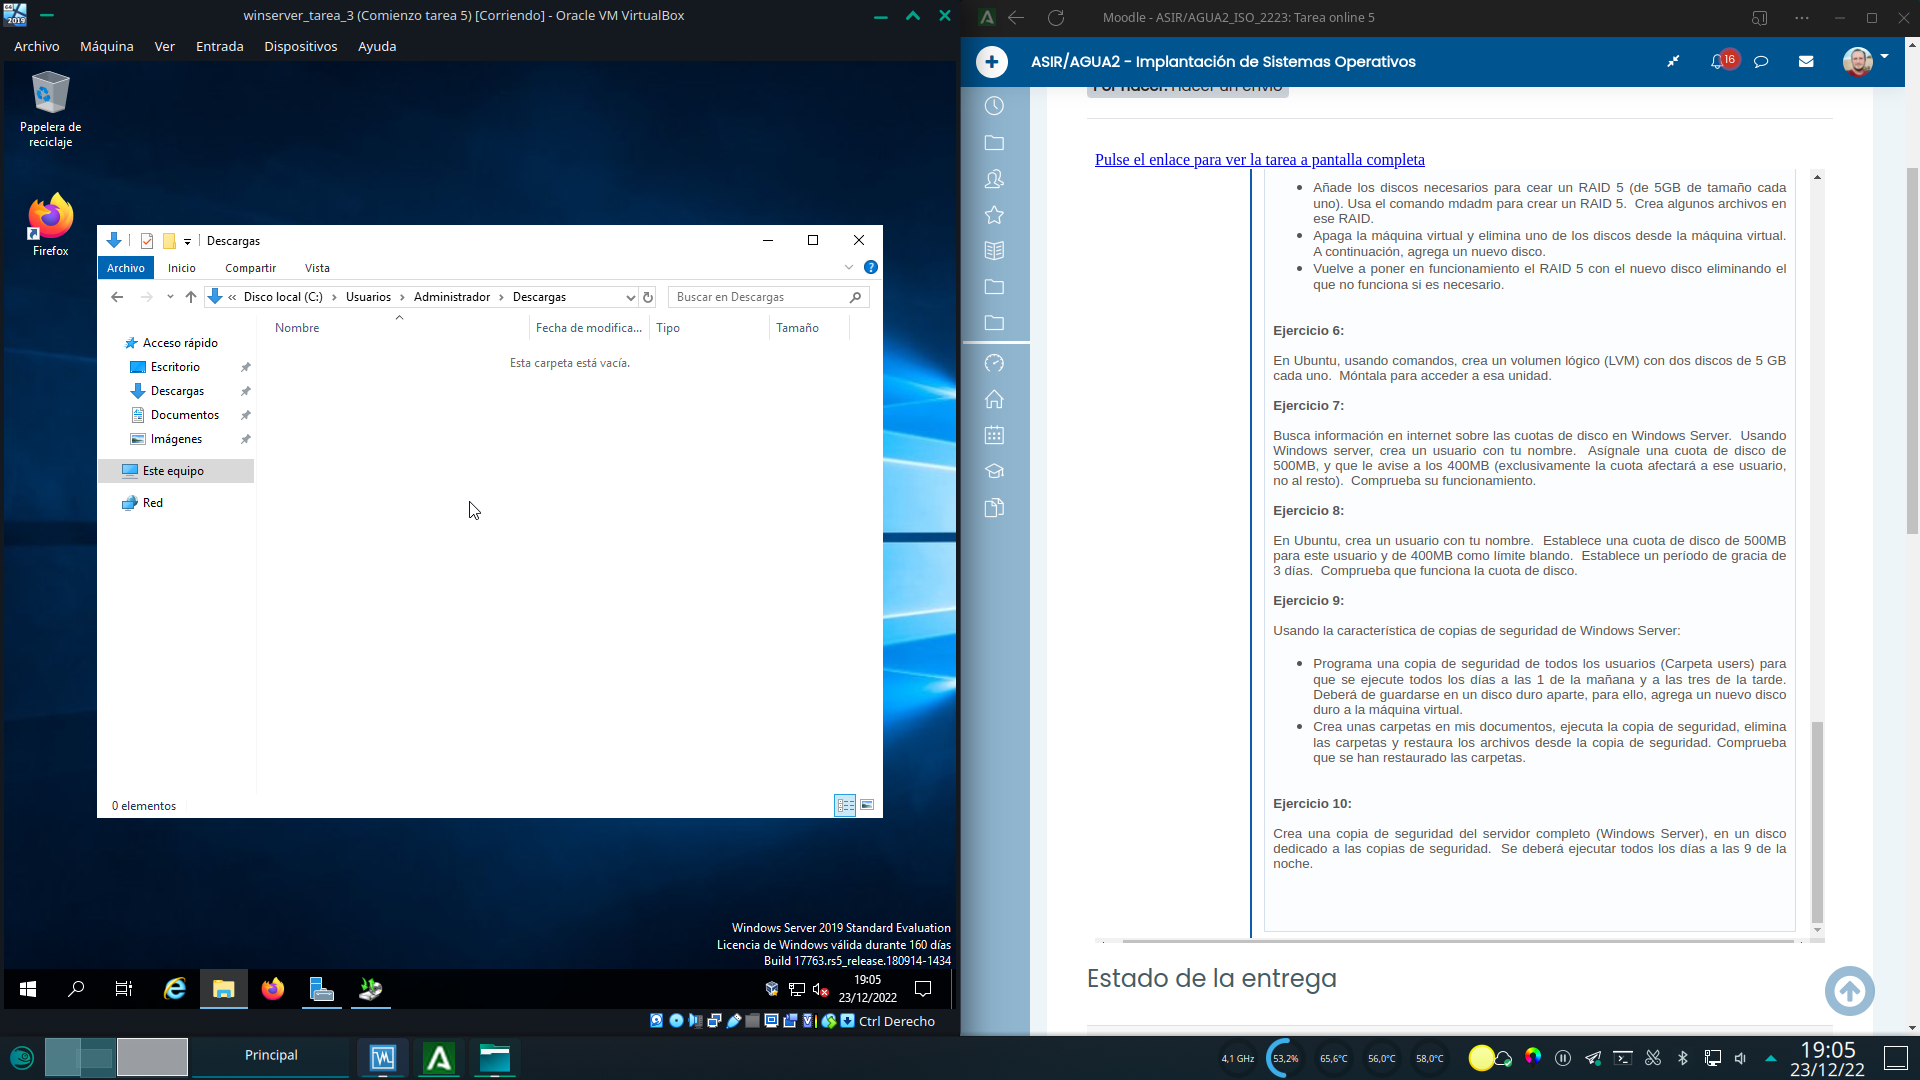 winserver_tarea_3 (Comienzo tarea 5) [Corriendo] - Oracle VM VirtualBox
Archivo Máquina Ver Entrada Dispositivos Ayuda
Papelera de
reciclaje
Firefox
Descargas
Archivo Inicio Compartir Vista
Disco local (C:) Usuarios Administrador Descargas
Buscar en Descargas
Nombre Fecha de modifica... Tipo Tamaño
Esta carpeta está vacía.
Acceso rápido
Escritorio
Descargas
Documentos
Imágenes
Este equipo
Red
0 elementos
Windows Server 2019 Standard Evaluation
Licencia de Windows válida durante 160 días
Build 17763.rs5_release.180914-1434
19:05
23/12/2022
Ctrl Derecho
Moodle - ASIR/AGUA2_ISO_2223: Tarea online 5
ASIR/AGUA2 - Implantación de Sistemas Operativos
16
Por hacer: Hacer un envío
Pulse el enlace para ver la tarea a pantalla completa
Añade los discos necesarios para cear un RAID 5 (de 5GB de tamaño cada
uno). Usa el comando mdadm para crear un RAID 5. Crea algunos archivos en
ese RAID.
Apaga la máquina virtual y elimina uno de los discos desde la máquina virtual.
A continuación, agrega un nuevo disco.
Vuelve a poner en funcionamiento el RAID 5 con el nuevo disco eliminando el
que no funciona si es necesario.
Ejercicio 6:
En Ubuntu, usando comandos, crea un volumen lógico (LVM) con dos discos de 5 GB
cada uno. Móntala para acceder a esa unidad.
Ejercicio 7:
Busca información en internet sobre las cuotas de disco en Windows Server. Usando
Windows server, crea un usuario con tu nombre. Asígnale una cuota de disco de
500MB, y que le avise a los 400MB (exclusivamente la cuota afectará a ese usuario,
no al resto). Comprueba su funcionamiento.
Ejercicio 8:
En Ubuntu, crea un usuario con tu nombre. Establece una cuota de disco de 500MB
para este usuario y de 400MB como límite blando. Establece un período de gracia de
3 días. Comprueba que funciona la cuota de disco.
Ejercicio 9:
Usando la característica de copias de seguridad de Windows Server:
Programa una copia de seguridad de todos los usuarios (Carpeta users) para
que se ejecute todos los días a las 1 de la mañana y a las tres de la tarde.
Deberá de guardarse en un disco duro aparte, para ello, agrega un nuevo disco
duro a la máquina virtual.
Crea unas carpetas en mis documentos, ejecuta la copia de seguridad, elimina
las carpetas y restaura los archivos desde la copia de seguridad. Comprueba
que se han restaurado las carpetas.
Ejercicio 10:
Crea una copia de seguridad del servidor completo (Windows Server), en un disco
dedicado a las copias de seguridad. Se deberá ejecutar todos los días a las 9 de la
noche.
Estado de la entrega
Principal
4,1 GHz 53,2% 65,6°C 56,0°C 58,0°C
19:05
23/12/22